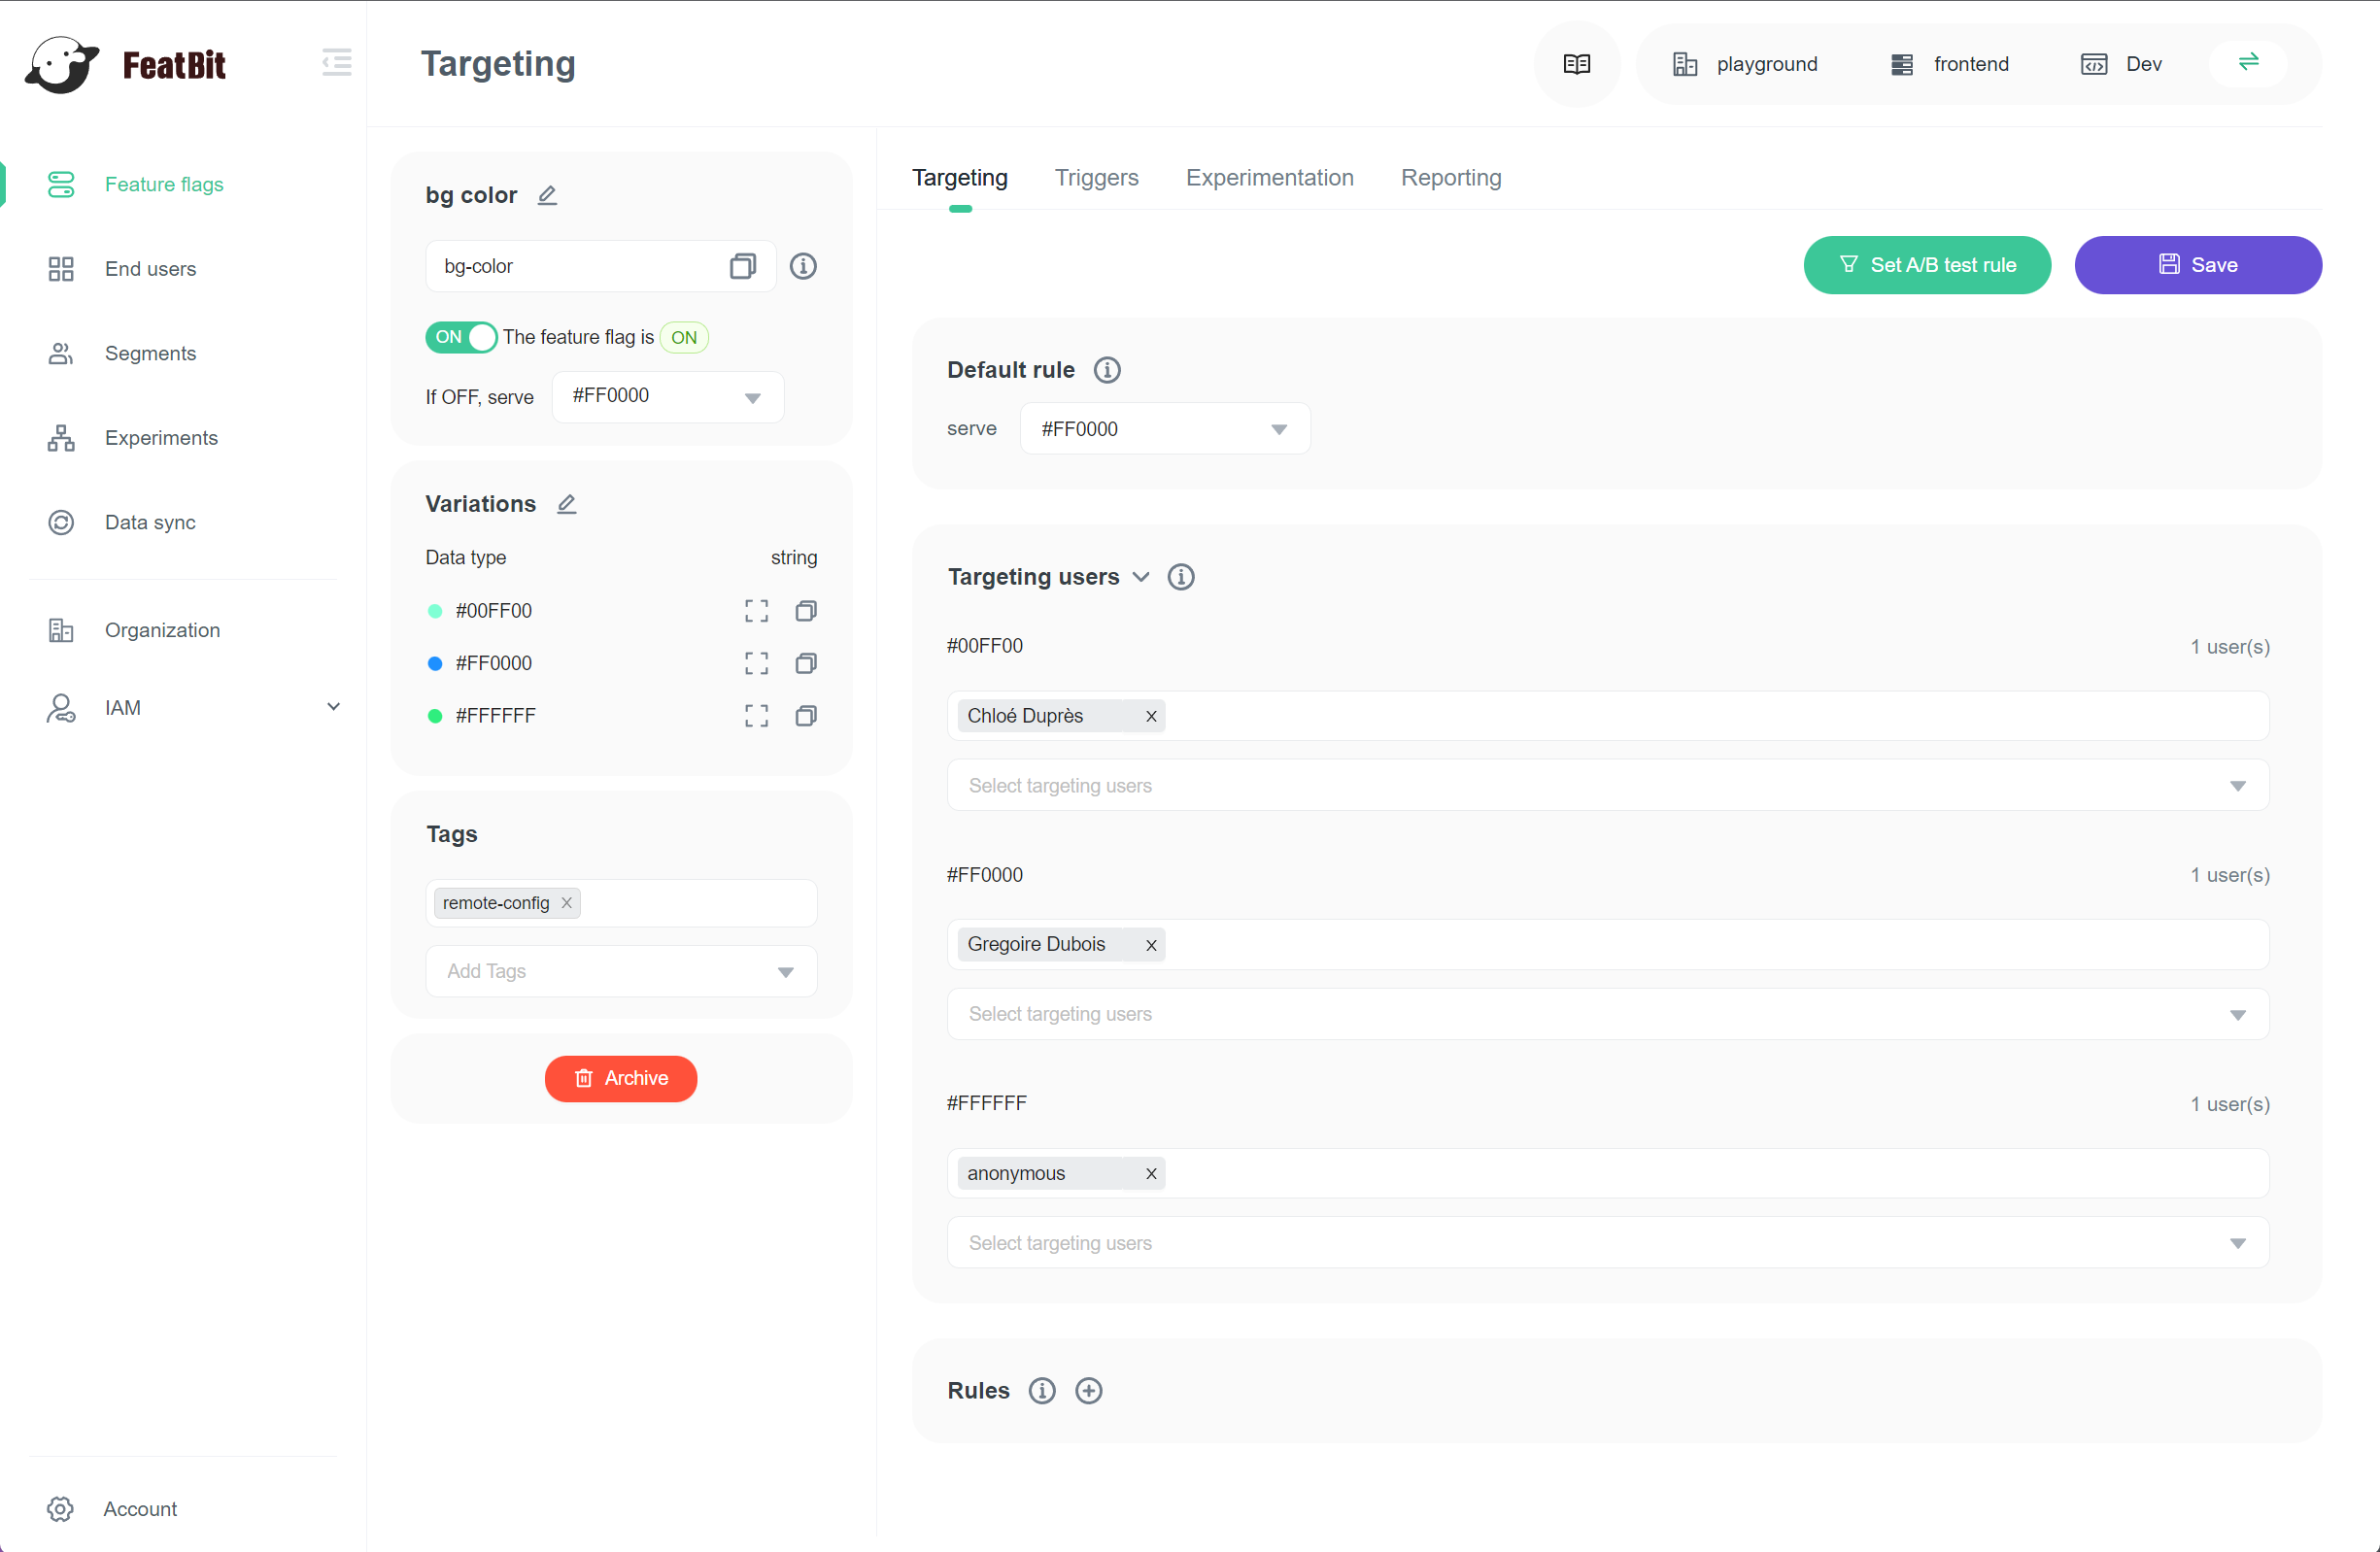 FeatBit
Targeting
playground
frontend
Dev
Feature flags
End users
Segments
Experiments
Data sync
Organization
IAM
Account
bg color
bg-color
ON The feature flag is ON
If OFF, serve #FF0000
Variations
Data type string
#00FF00
#FF0000
#FFFFFF
Tags
remote-config X
Add Tags
Archive
Targeting Triggers Experimentation Reporting
Set A/B test rule Save
Default rule
serve #FF0000
Targeting users
#00FF00 1 user(s)
Chloé Duprès X
Select targeting users
#FF0000 1 user(s)
Gregoire Dubois X
Select targeting users
#FFFFFF 1 user(s)
anonymous X
Select targeting users
Rules